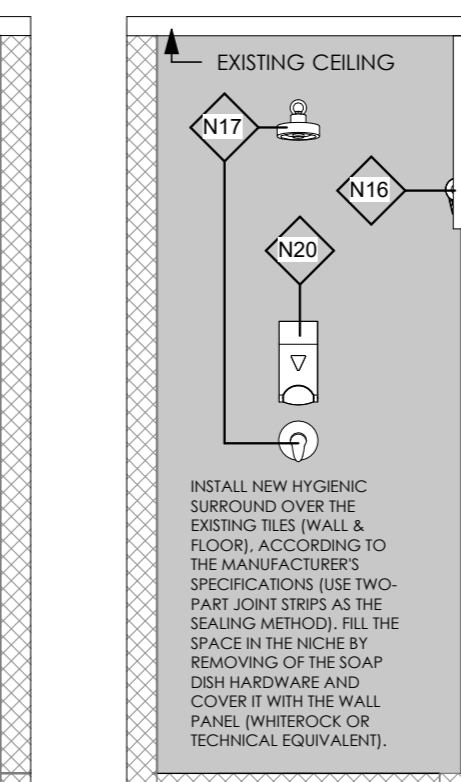 EXISTING CEILING
N17
N16
N20
INSTALL NEW HYGIENIC
SURROUND OVER THE
EXISTING TILES (WALL &
FLOOR), ACCORDING TO
THE MANUFACTURER'S
SPECIFICATIONS (USE TWO-
PART JOINT STRIPS AS THE
SEALING METHOD). FILL THE
SPACE IN THE NICHE BY
REMOVING OF THE SOAP
DISH HARDWARE AND
COVER IT WITH THE WALL
PANEL (WHITEROCK OR
TECHNICAL EQUIVALENT).